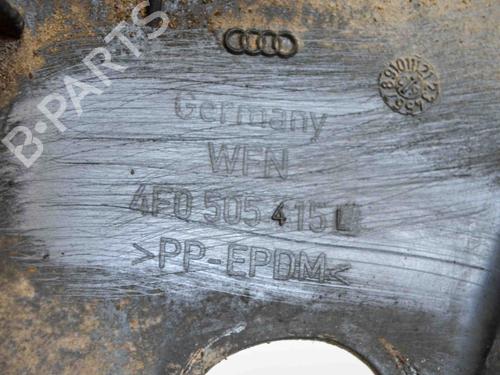 B-PARTS
Germany
WFN
4F0 505 415
>PP-EPDM<